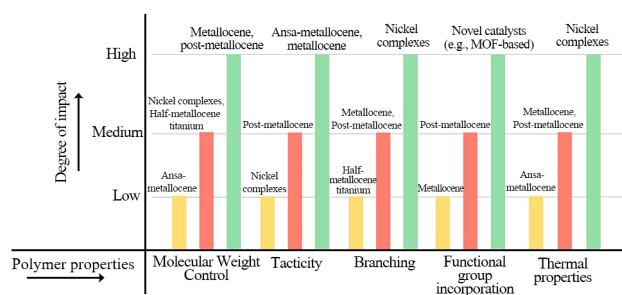 Metallocene,
post-metallocene
Ansa-metallocene,
metallocene
Nickel
complexes
Novel catalysts
(e.g., MOF-based)
Nickel
complexes
High
Degree of impact
Nickel complexes,
Half-metallocene
titanium
Post-metallocene
Metallocene,
Post-metallocene
Post-metallocene
Metallocene,
Post-metallocene
Medium
Ansa-
metallocene
Nickel
complexes
Half-
metallocene
titanium
Metallocene
Ansa-
metallocene
Low
Polymer properties
Molecular Weight
Control
Tacticity
Branching
Functional
group
incorporation
Thermal
properties